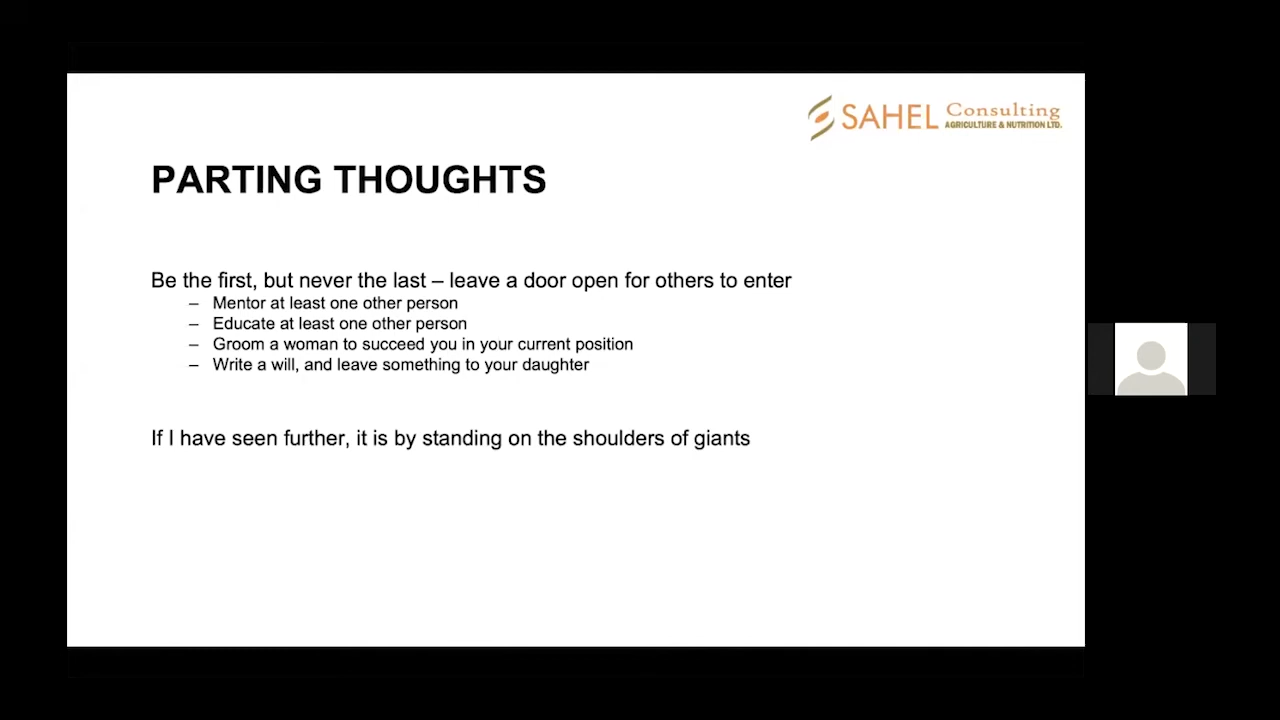 SAHEL Consulting
AGRICULTURE & NUTRITION LTD.
PARTING THOUGHTS
Be the first, but never the last – leave a door open for others to enter
– Mentor at least one other person
– Educate at least one other person
– Groom a woman to succeed you in your current position
– Write a will, and leave something to your daughter
If I have seen further, it is by standing on the shoulders of giants